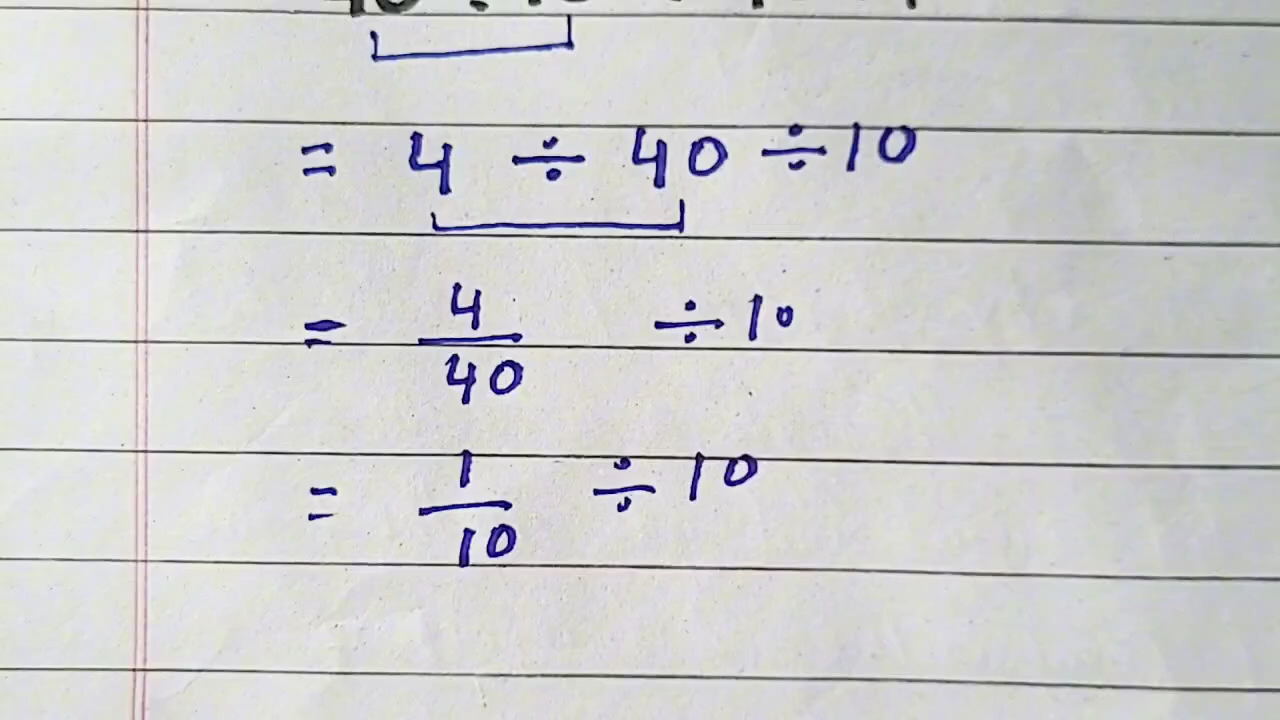 = 4 ÷ 40 ÷ 10
= 4/40 ÷ 10
= 1/10 ÷ 10